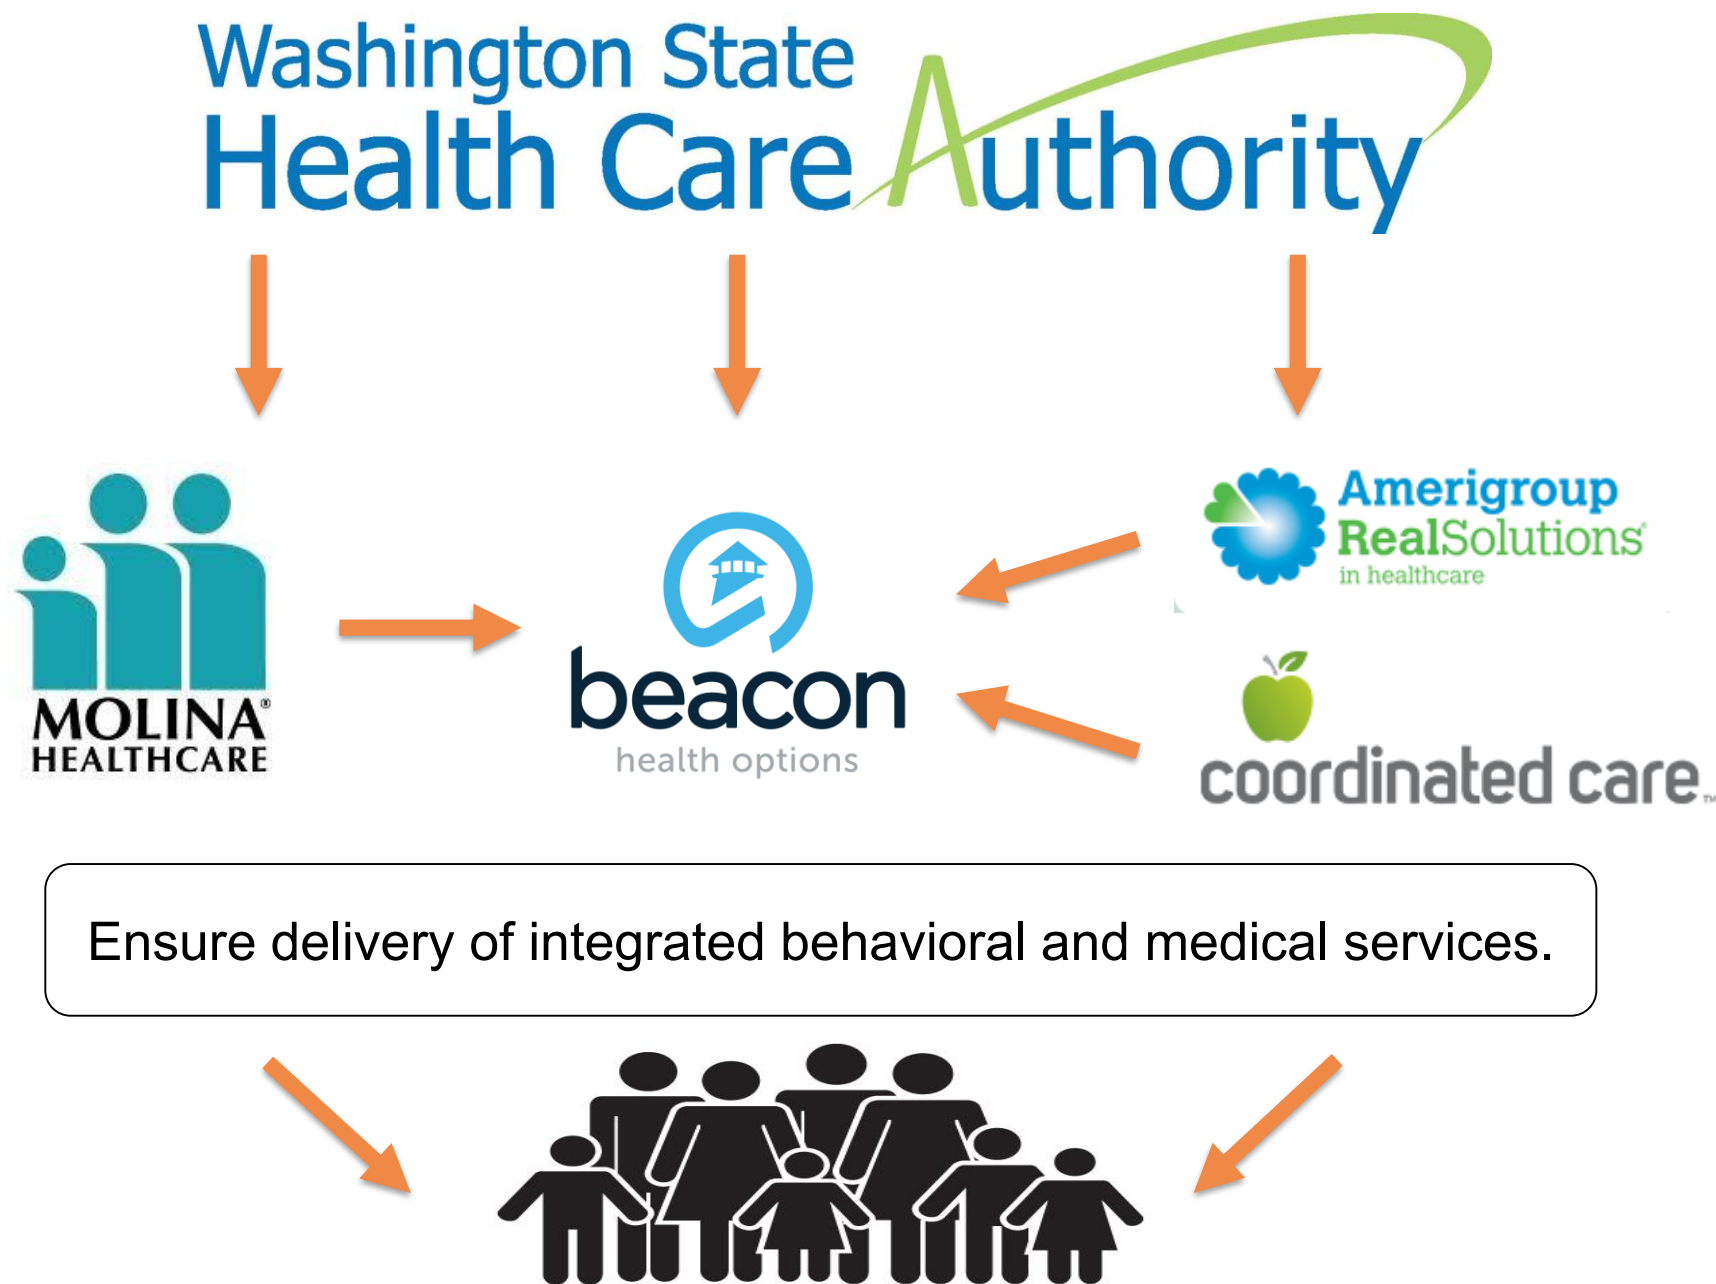 Washington State
Health Care Authority
MOLINA®
HEALTHCARE
beacon
health options
Amerigroup
RealSolutions®
in healthcare
coordinated care™
Ensure delivery of integrated behavioral and medical services.